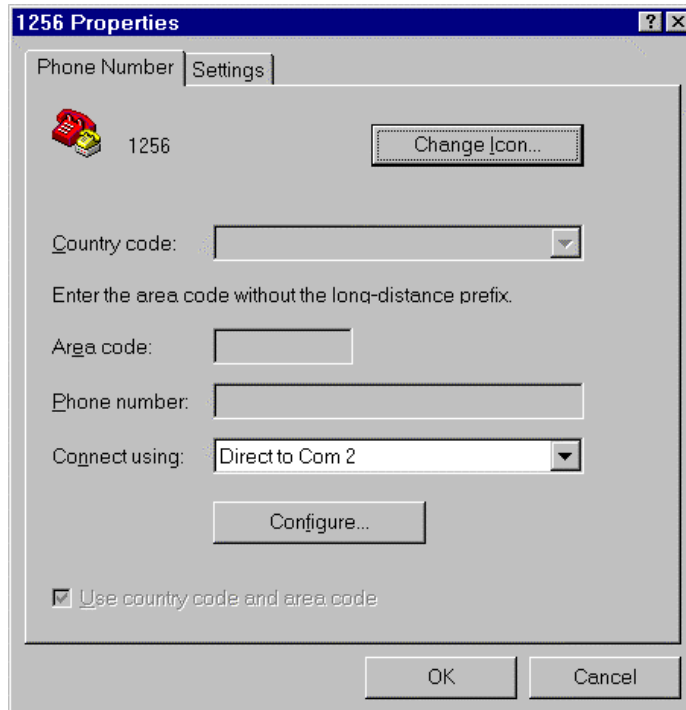 1256 Properties
Phone Number Settings
1256 Change Icon...
Country code:
Enter the area code without the long-distance prefix.
Area code:
Phone number:
Connect using: Direct to Com 2
Configure...
Use country code and area code
OK Cancel